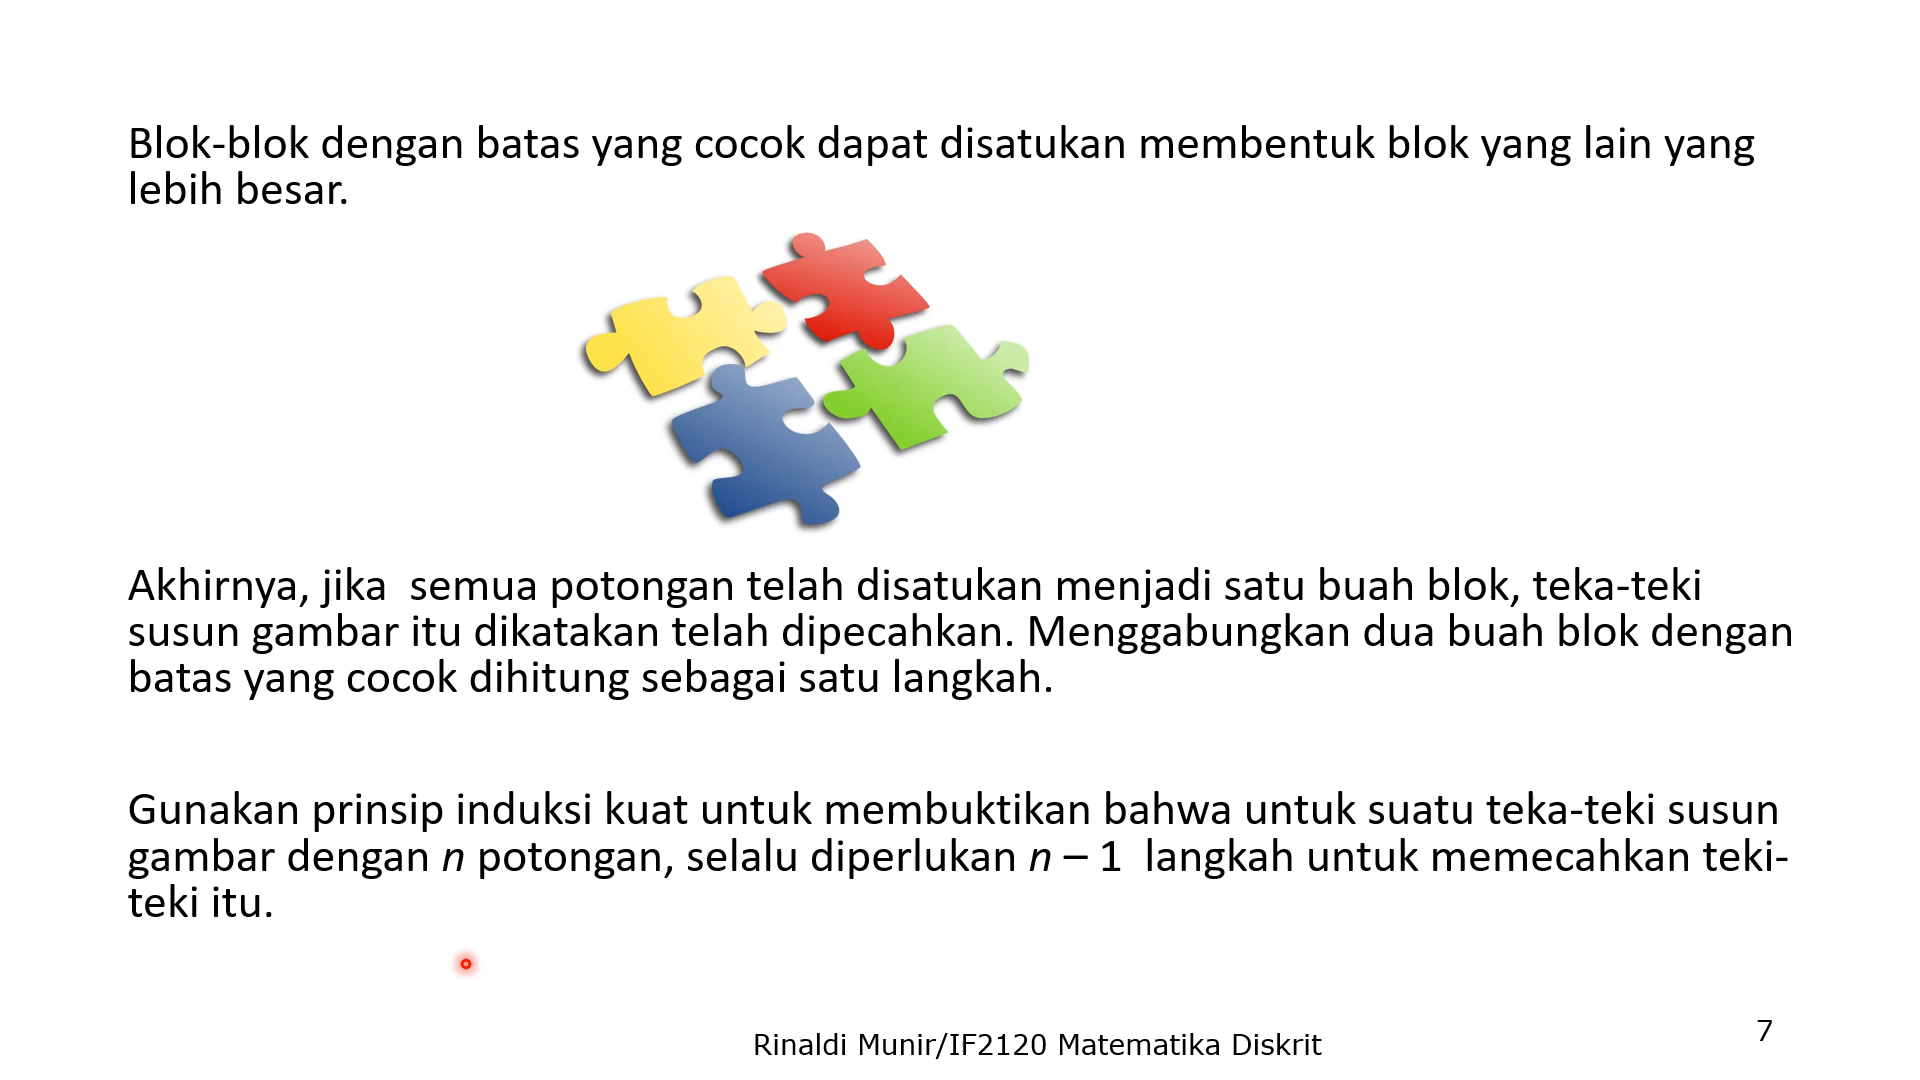 Blok-blok dengan batas yang cocok dapat disatukan membentuk blok yang lain yang
lebih besar.
Akhirnya, jika  semua potongan telah disatukan menjadi satu buah blok, teka-teki
susun gambar itu dikatakan telah dipecahkan. Menggabungkan dua buah blok dengan
batas yang cocok dihitung sebagai satu langkah.
Gunakan prinsip induksi kuat untuk membuktikan bahwa untuk suatu teka-teki susun
gambar dengan n potongan, selalu diperlukan n – 1  langkah untuk memecahkan teki-
teki itu.
Rinaldi Munir/IF2120 Matematika Diskrit
7